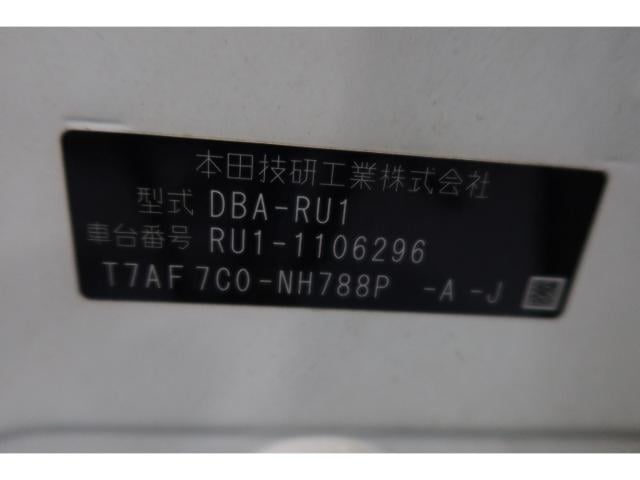 本田技研工業株式会社
型式 DBA-RU1
車台番号 RU1-1106296
T7AF 7C0-NH788P -A -J